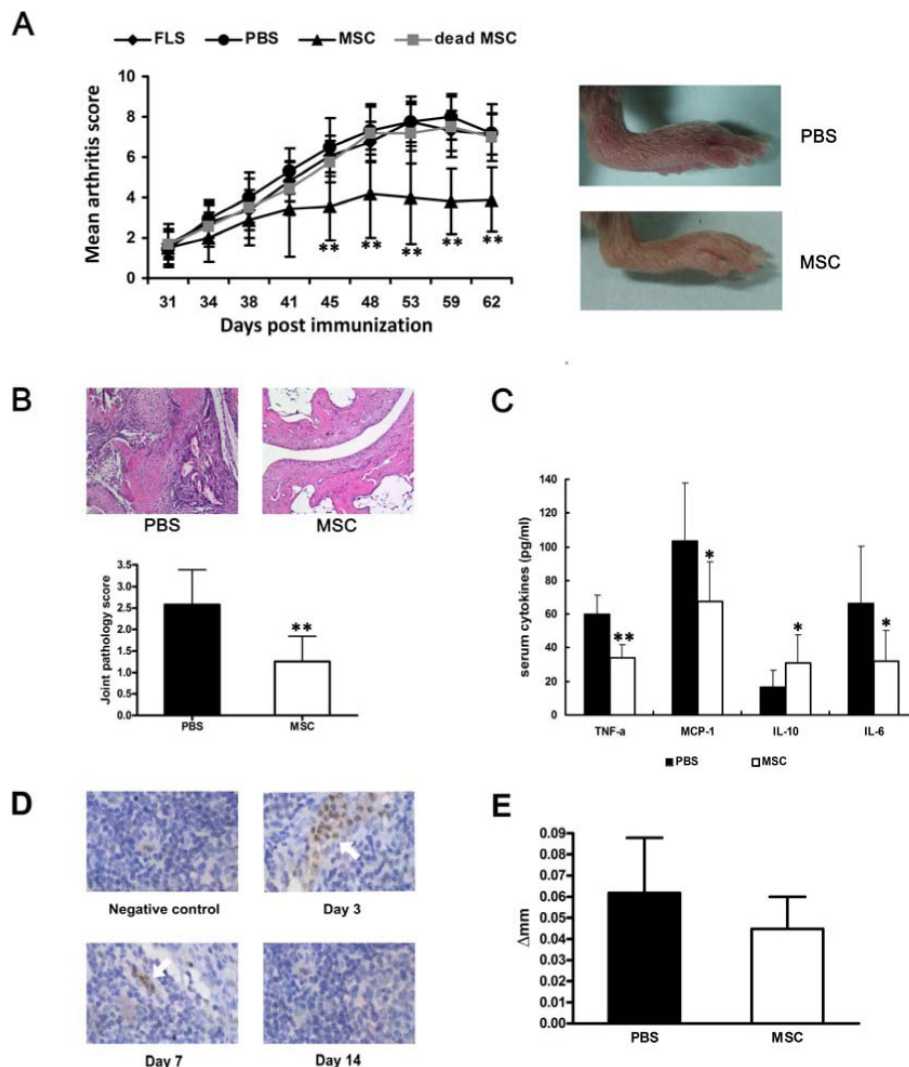 A
FLS PBS MSC dead MSC
10
8
6
4
2
0
Mean arthritis score
** ** ** ** **
31 34 38 41 45 48 53 59 62
Days post immunization
PBS
MSC
B
PBS MSC
3.5
3.0
2.5
2.0
1.5
1.0
0.5
0.0
Joint pathology score
**
PBS MSC
C
140
120
100
80
60
40
20
0
serum cytokines (pg/ml)
** * * *
TNF-a MCP-1 IL-10 IL-6
PBS MSC
D
Negative control Day 3
Day 7 Day 14
E
0.09
0.08
0.07
0.06
0.05
0.04
0.03
0.02
0.01
0.00
Δmm
PBS MSC